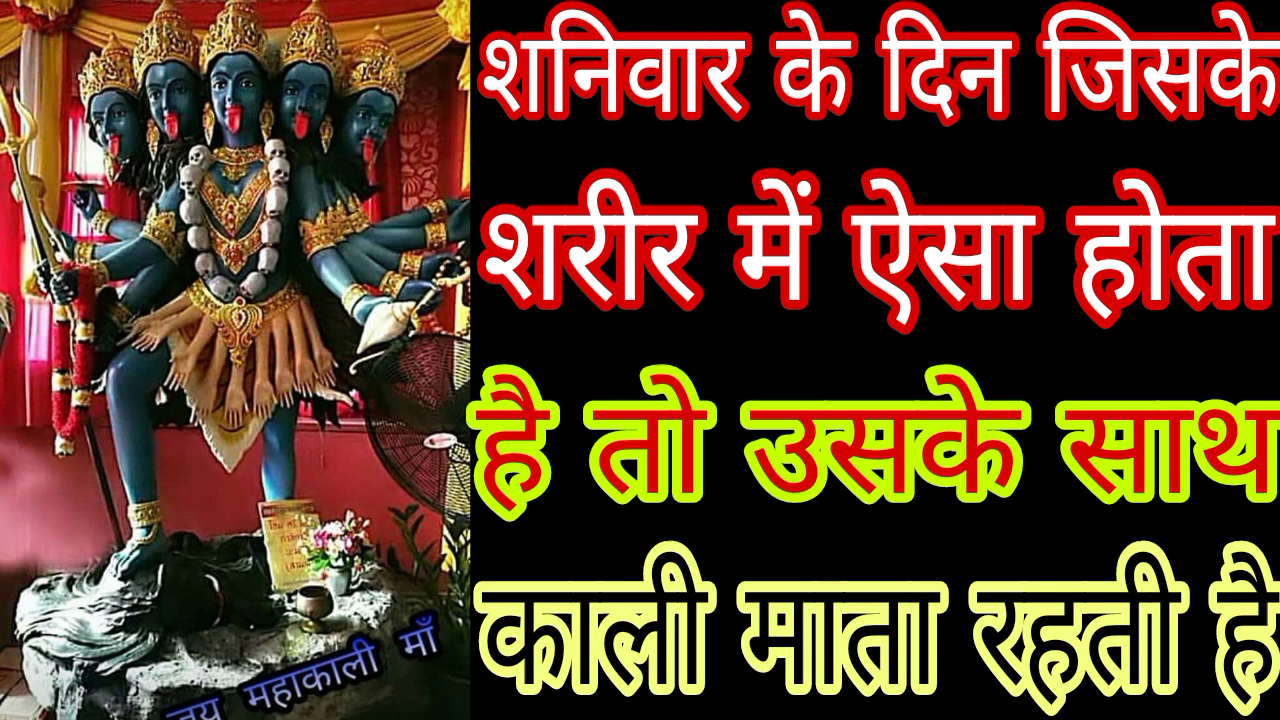 शनिवार के दिन जिसके
शरीर में ऐसा होता
है तो उसके साथ
काली माता रहती है
जय महाकाली माँ